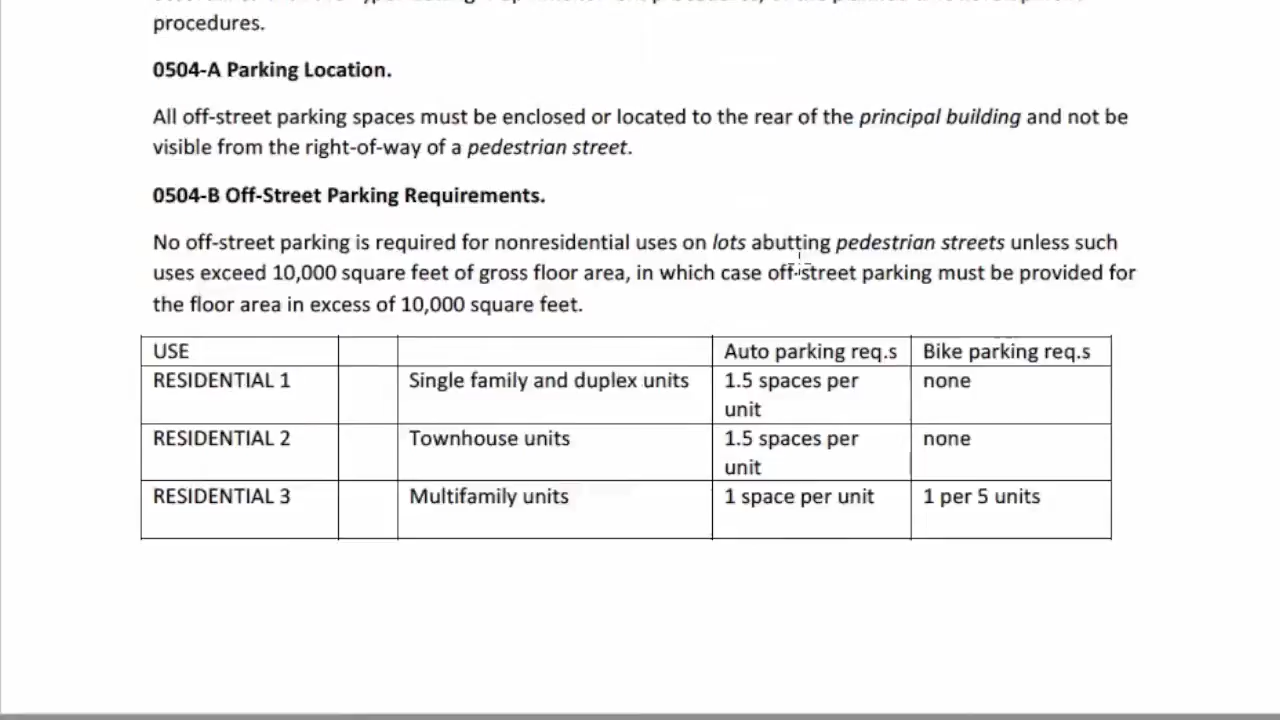 procedures.
0504-A Parking Location.
All off-street parking spaces must be enclosed or located to the rear of the principal building and not be
visible from the right-of-way of a pedestrian street.
0504-B Off-Street Parking Requirements.
No off-street parking is required for nonresidential uses on lots abutting pedestrian streets unless such
uses exceed 10,000 square feet of gross floor area, in which case off-street parking must be provided for
the floor area in excess of 10,000 square feet.
USE Auto parking req.s Bike parking req.s
RESIDENTIAL 1 Single family and duplex units 1.5 spaces per none
unit
RESIDENTIAL 2 Townhouse units 1.5 spaces per none
unit
RESIDENTIAL 3 Multifamily units 1 space per unit 1 per 5 units